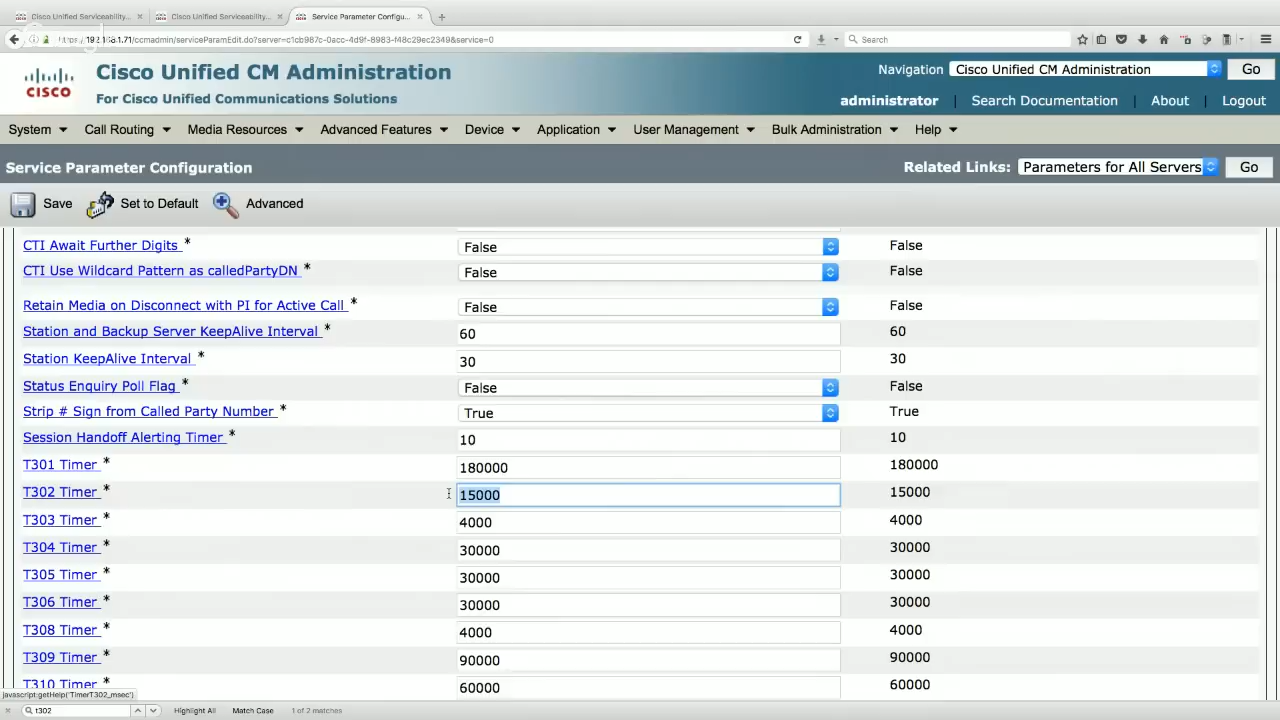 Cisco Unified Serviceability... × Cisco Unified Serviceability... × Service Parameter Configu... × +
192.168.1.71/ccmadmin/serviceParamEdit.do?server=c1cb987c-0acc-4d9f-8983-f48c29ec2349&service=0 Search
CISCO
Cisco Unified CM Administration
For Cisco Unified Communications Solutions
Navigation Cisco Unified CM Administration Go
administrator | Search Documentation | About | Logout
System Call Routing Media Resources Advanced Features Device Application User Management Bulk Administration Help
Service Parameter Configuration
Related Links: Parameters for All Servers Go
Save Set to Default Advanced
CTI Await Further Digits * False False
CTI Use Wildcard Pattern as calledPartyDN * False False
Retain Media on Disconnect with PI for Active Call * False False
Station and Backup Server KeepAlive Interval * 60 60
Station KeepAlive Interval * 30 30
Status Enquiry Poll Flag * False False
Strip # Sign from Called Party Number * True True
Session Handoff Alerting Timer * 10 10
T301 Timer * 180000 180000
T302 Timer * 15000 15000
T303 Timer * 4000 4000
T304 Timer * 30000 30000
T305 Timer * 30000 30000
T306 Timer * 30000 30000
T308 Timer * 4000 4000
T309 Timer * 90000 90000
T310 Timer * 60000 60000
javascript:getHelp('TimerT302_msec')
t302 Highlight All Match Case 1 of 2 matches